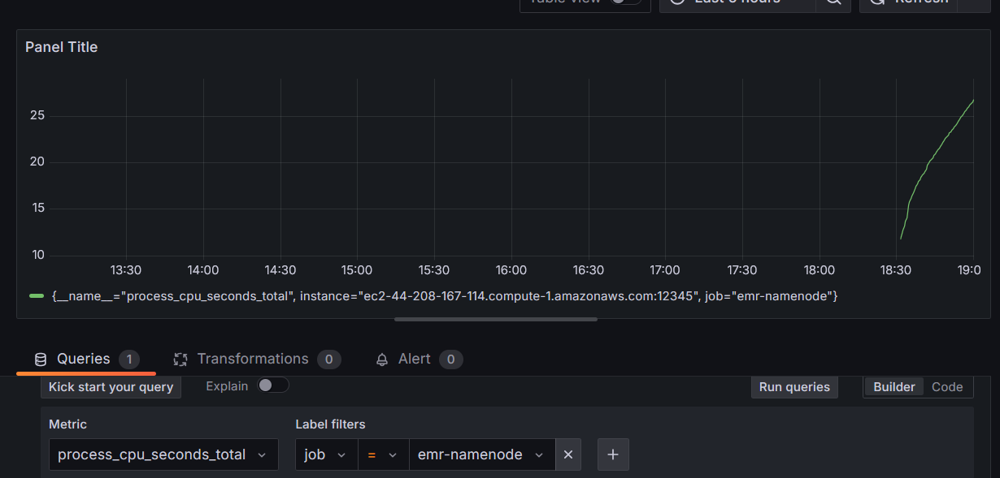 Table view Last 6 hours Refresh
Panel Title
25
20
15
10
13:30 14:00 14:30 15:00 15:30 16:00 16:30 17:00 17:30 18:00 18:30 19:0
{__name__="process_cpu_seconds_total", instance="ec2-44-208-167-114.compute-1.amazonaws.com:12345", job="emr-namenode"}
Queries 1 Transformations 0 Alert 0
Kick start your query Explain Run queries Builder Code
Metric Label filters
process_cpu_seconds_total job = emr-namenode